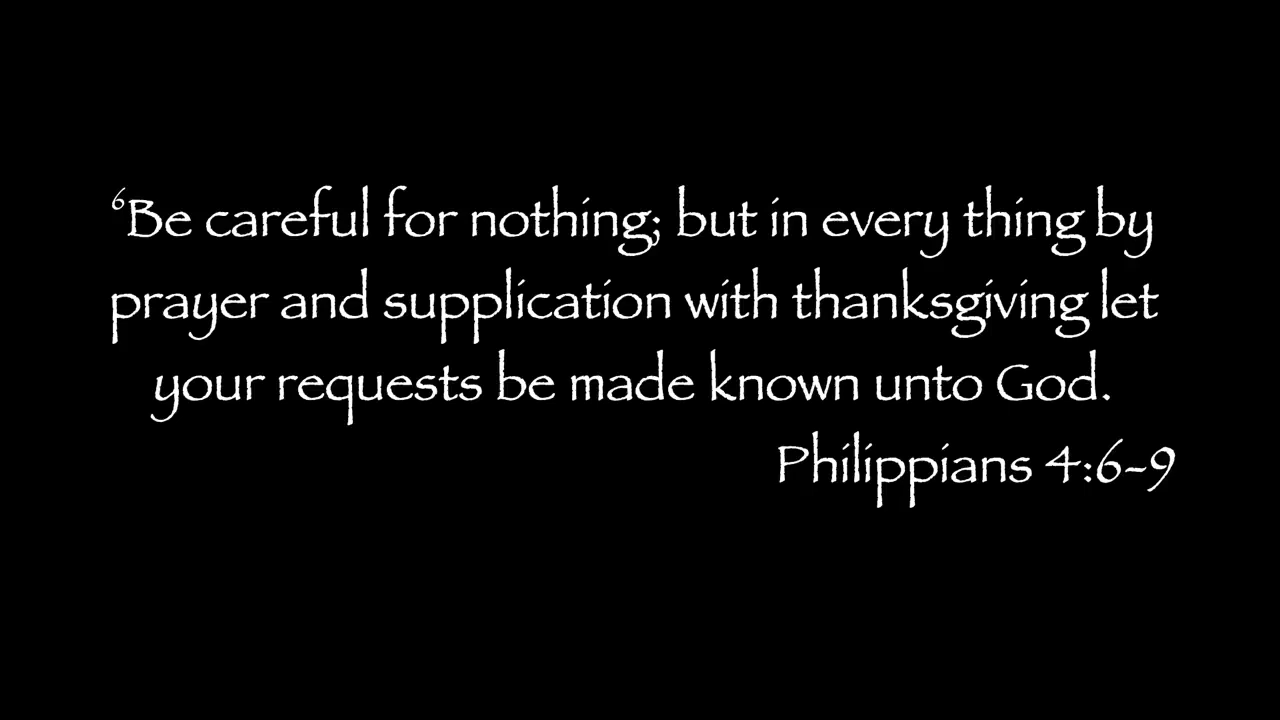 ⁶Be careful for nothing; but in every thing by
prayer and supplication with thanksgiving let
your requests be made known unto God.
Philippians 4:6-9